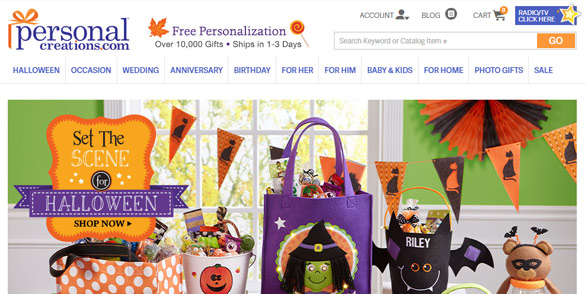 personal
creations.com
Free Personalization
Over 10,000 Gifts • Ships in 1-3 Days
ACCOUNT
BLOG
CART
0
RADIO/TV
CLICK HERE
Search Keyword or Catalog Item #
GO
HALLOWEEN
OCCASION
WEDDING
ANNIVERSARY
BIRTHDAY
FOR HER
FOR HIM
BABY & KIDS
FOR HOME
PHOTO GIFTS
SALE
Set The
SCENE
for
HALLOWEEN
SHOP NOW ▸
RILEY